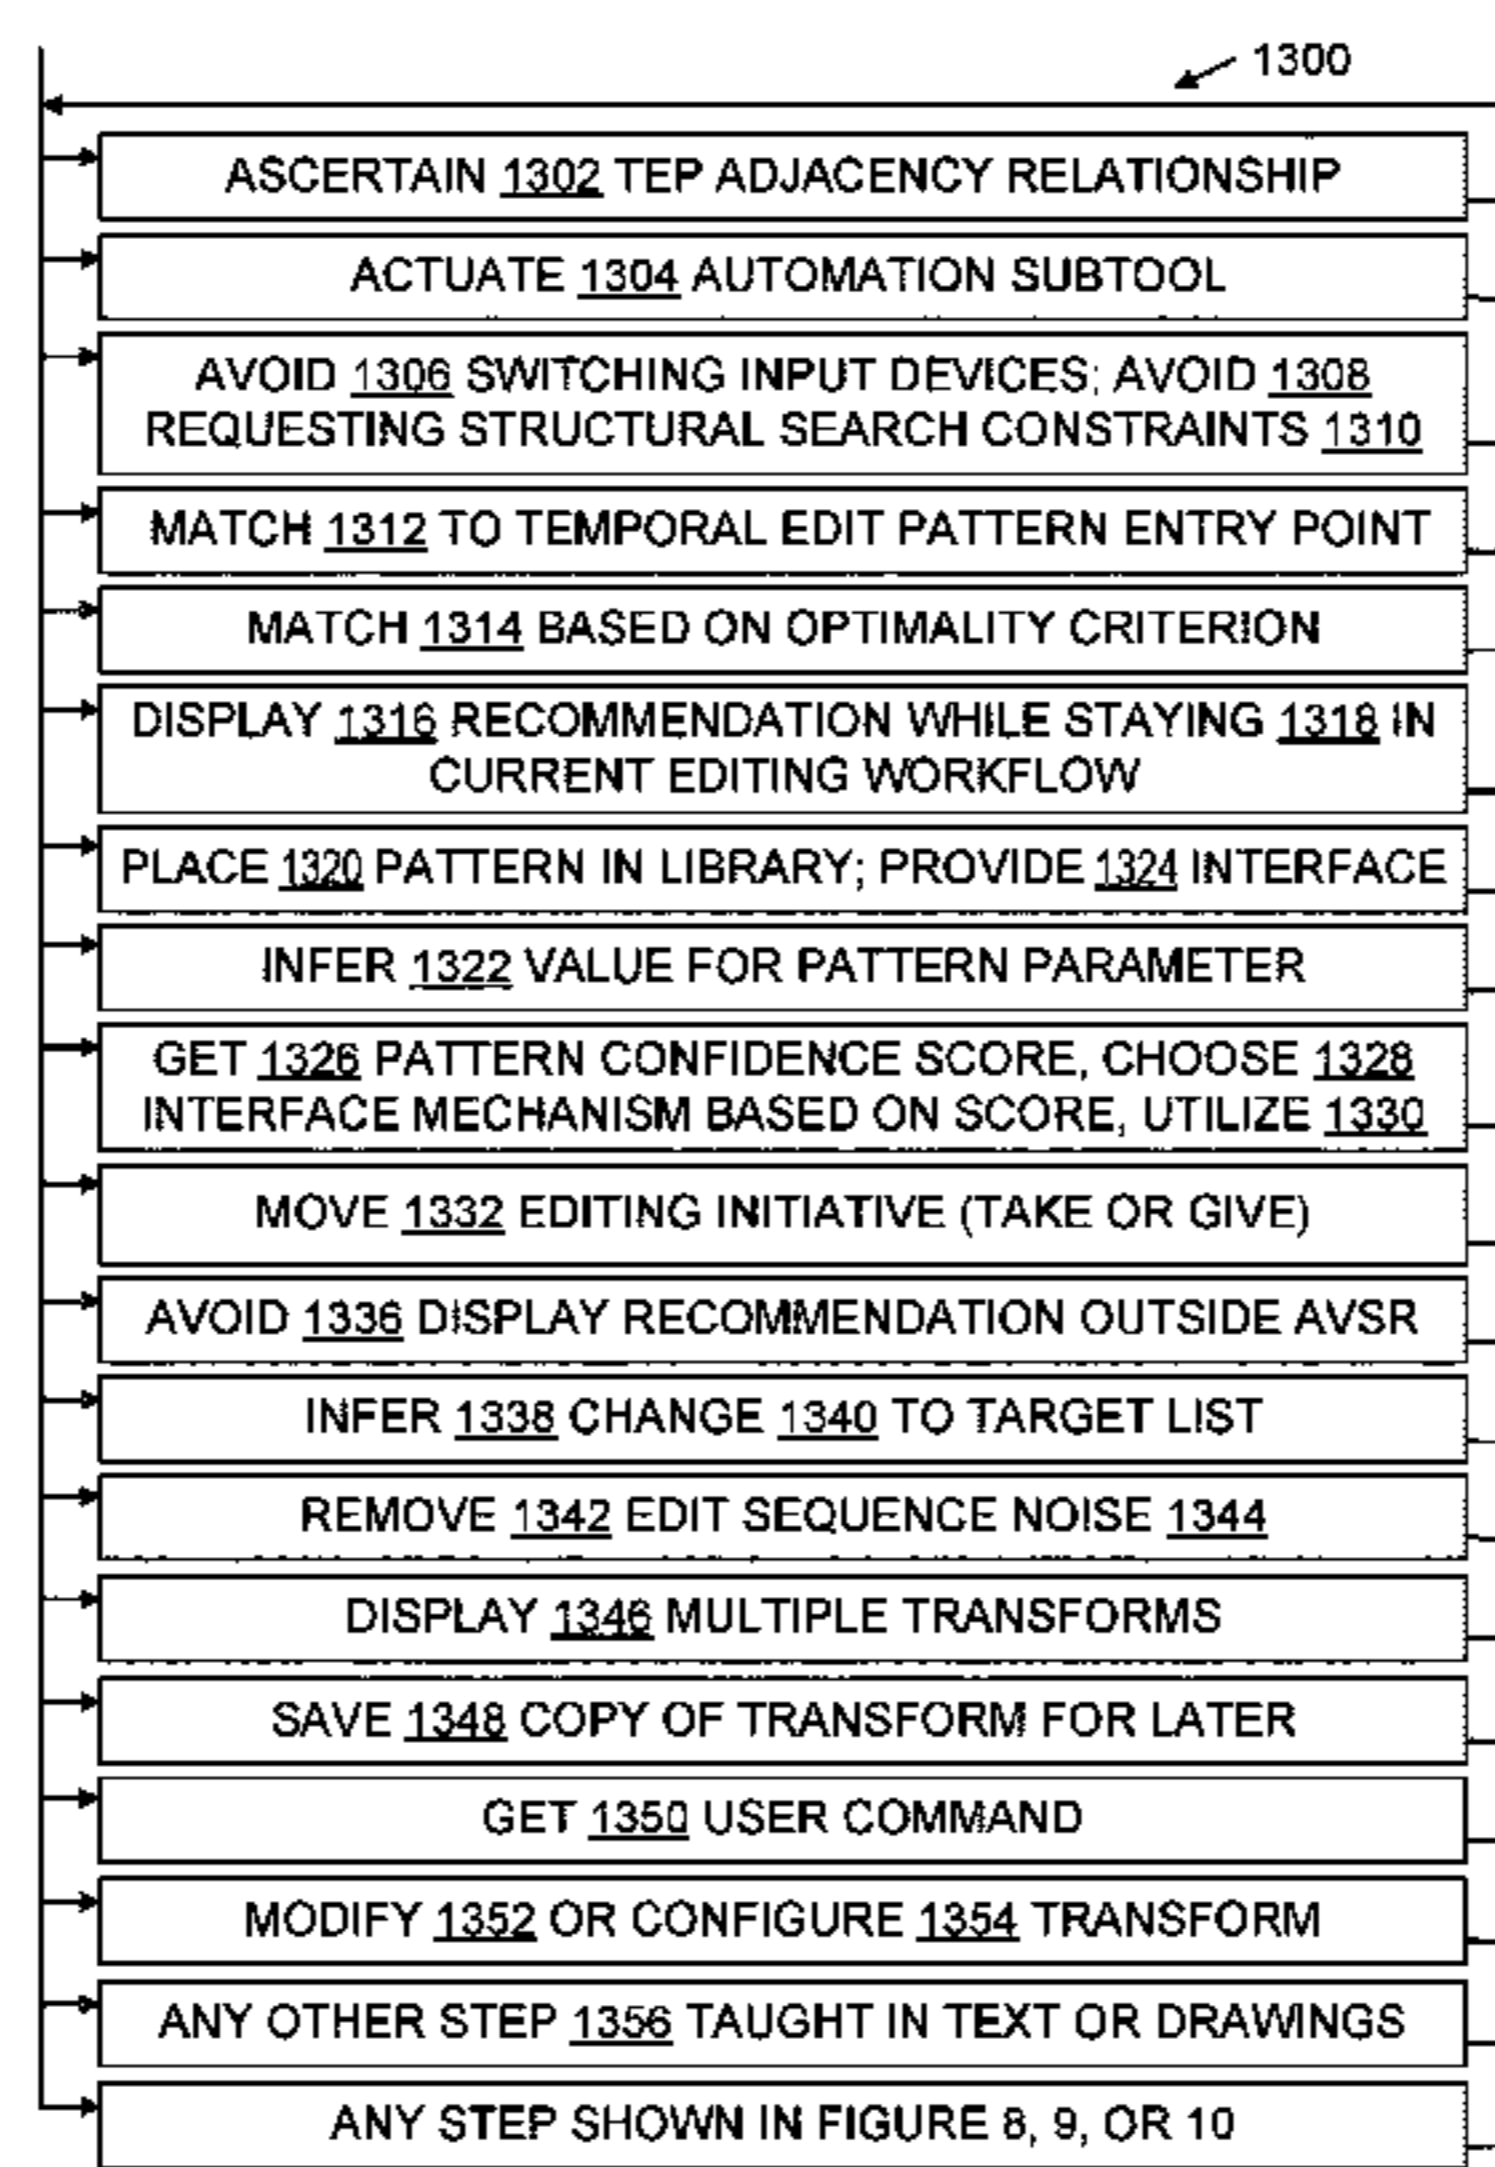 1300
ASCERTAIN 1302 TEP ADJACENCY RELATIONSHIP
ACTUATE 1304 AUTOMATION SUBTOOL
AVOID 1306 SWITCHING INPUT DEVICES; AVOID 1308
REQUESTING STRUCTURAL SEARCH CONSTRAINTS 1310
MATCH 1312 TO TEMPORAL EDIT PATTERN ENTRY POINT
MATCH 1314 BASED ON OPTIMALITY CRITERION
DISPLAY 1316 RECOMMENDATION WHILE STAYING 1318 IN
CURRENT EDITING WORKFLOW
PLACE 1320 PATTERN IN LIBRARY; PROVIDE 1324 INTERFACE
INFER 1322 VALUE FOR PATTERN PARAMETER
GET 1326 PATTERN CONFIDENCE SCORE, CHOOSE 1328
INTERFACE MECHANISM BASED ON SCORE, UTILIZE 1330
MOVE 1332 EDITING INITIATIVE (TAKE OR GIVE)
AVOID 1336 DISPLAY RECOMMENDATION OUTSIDE AVSR
INFER 1338 CHANGE 1340 TO TARGET LIST
REMOVE 1342 EDIT SEQUENCE NOISE 1344
DISPLAY 1346 MULTIPLE TRANSFORMS
SAVE 1348 COPY OF TRANSFORM FOR LATER
GET 1350 USER COMMAND
MODIFY 1352 OR CONFIGURE 1354 TRANSFORM
ANY OTHER STEP 1356 TAUGHT IN TEXT OR DRAWINGS
ANY STEP SHOWN IN FIGURE 8, 9, OR 10